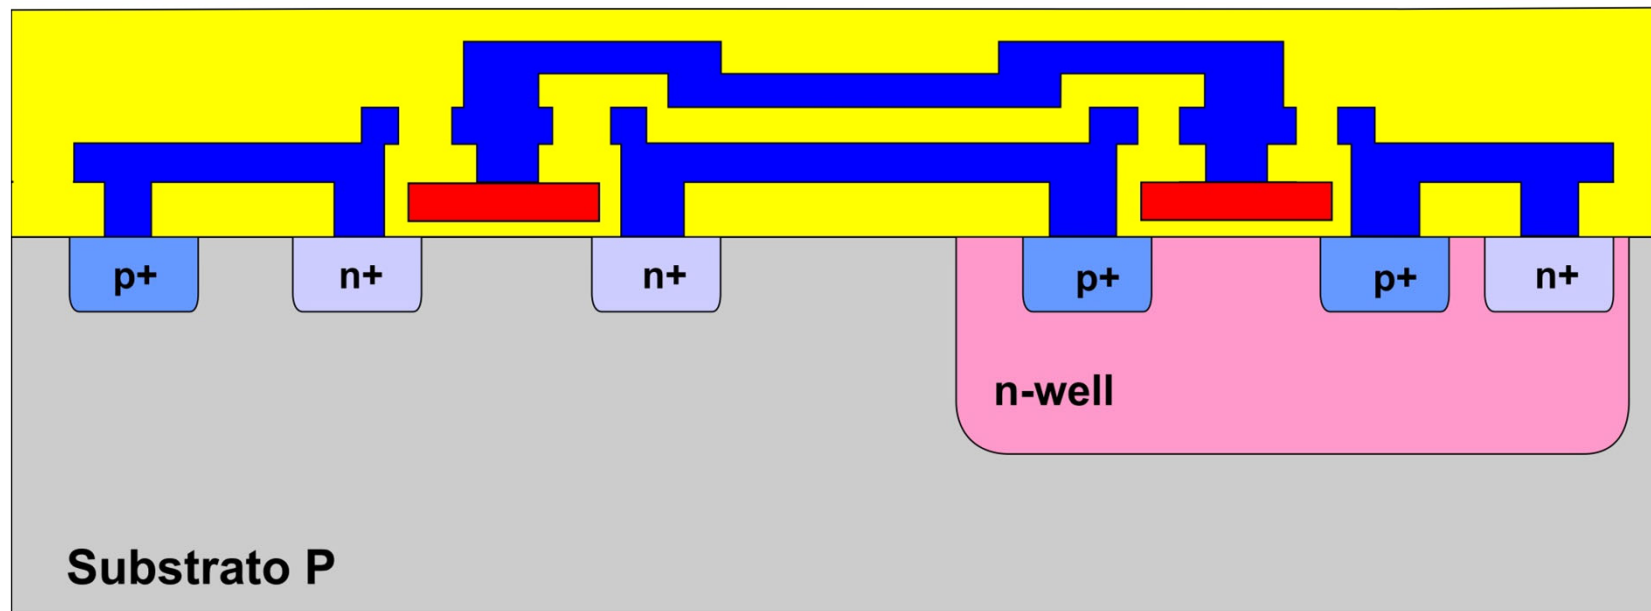 p+
n+
n+
p+
p+
n+
n-well
Substrato P